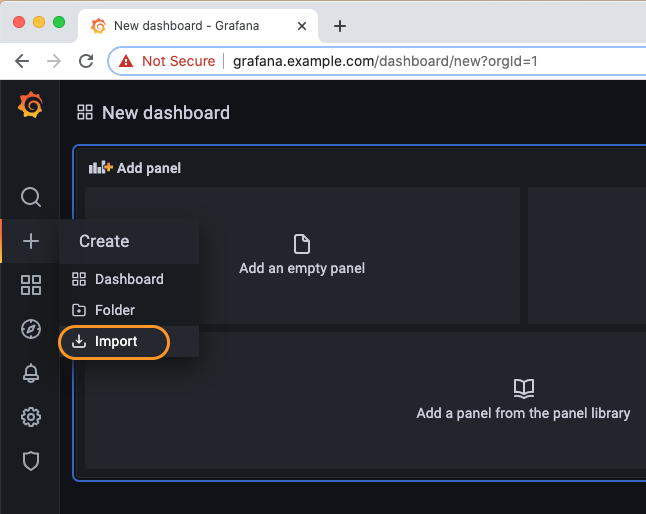 New dashboard - Grafana
Not Secure | grafana.example.com/dashboard/new?orgId=1
New dashboard
Add panel
Create
Add an empty panel
Dashboard
Folder
Import
Add a panel from the panel library